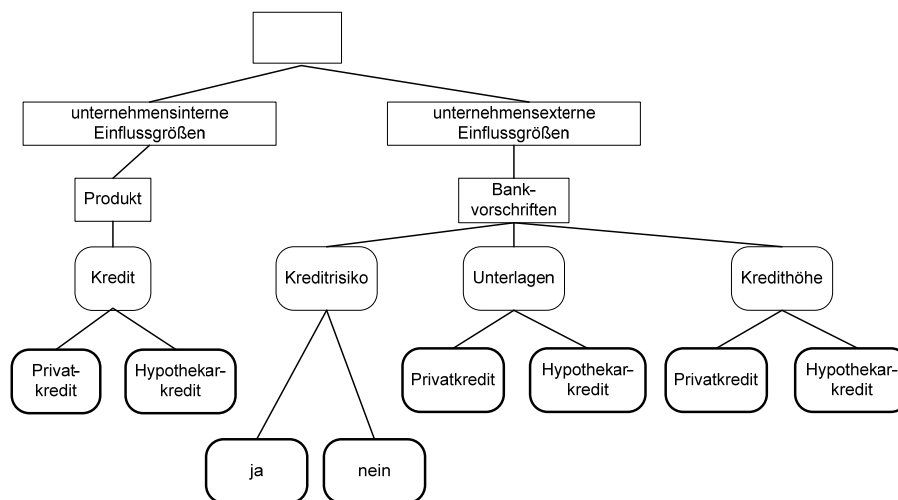 unternehmensinterne
Einflussgrößen
unternehmensexterne
Einflussgrößen
Produkt
Bank-
vorschriften
Kredit
Kreditrisiko
Unterlagen
Kredithöhe
Privat-
kredit
Hypothekar-
kredit
Privatkredit
Hypothekar-
kredit
Privatkredit
Hypothekar-
kredit
ja
nein